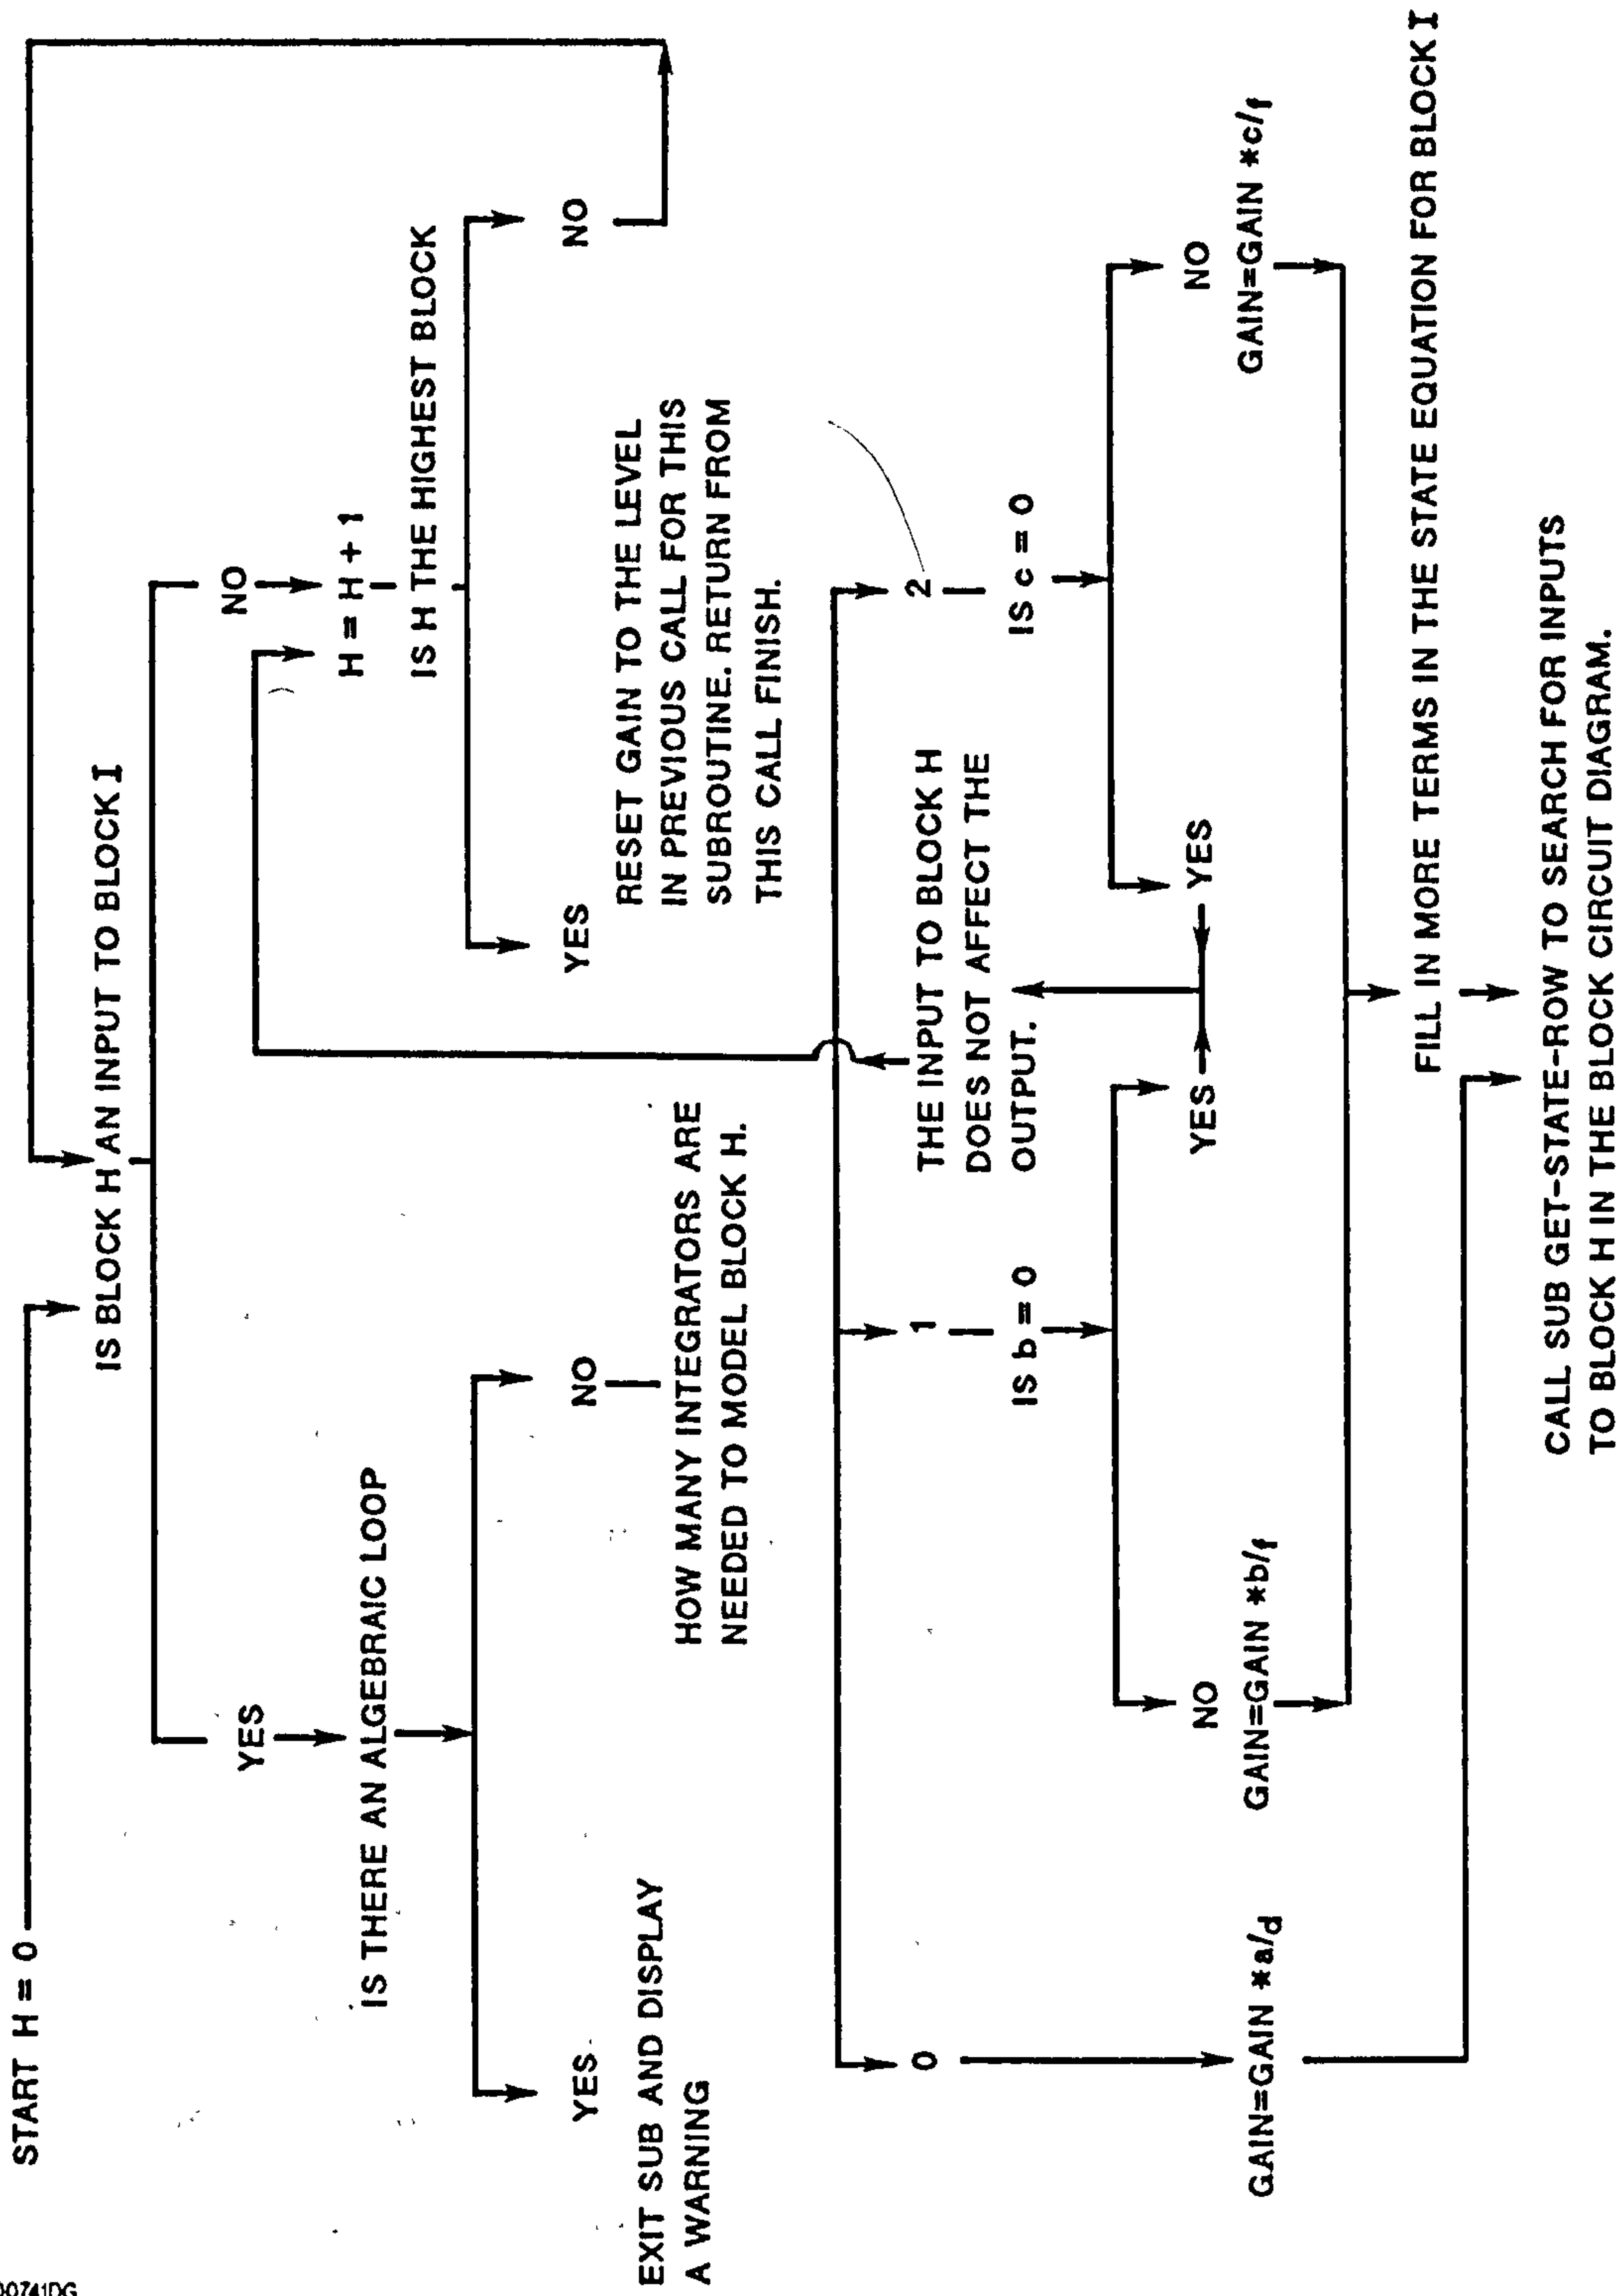 START H = 0
IS BLOCK H AN INPUT TO BLOCK I
YES
NO
IS THERE AN ALGEBRAIC LOOP
H = H + 1
IS H THE HIGHEST BLOCK
YES
EXIT SUB AND DISPLAY
A WARNING
NO
HOW MANY INTEGRATORS ARE
NEEDED TO MODEL BLOCK H.
YES
RESET GAIN TO THE LEVEL
IN PREVIOUS CALL FOR THIS
SUBROUTINE. RETURN FROM
THIS CALL FINISH.
NO
0
1
2
THE INPUT TO BLOCK H
DOES NOT AFFECT THE
OUTPUT.
IS b = 0
IS c = 0
NO
YES
YES
NO
GAIN=GAIN *a/d
GAIN=GAIN *b/f
GAIN=GAIN *c/f
FILL IN MORE TERMS IN THE STATE EQUATION FOR BLOCK I
CALL SUB GET-STATE-ROW TO SEARCH FOR INPUTS
TO BLOCK H IN THE BLOCK CIRCUIT DIAGRAM.